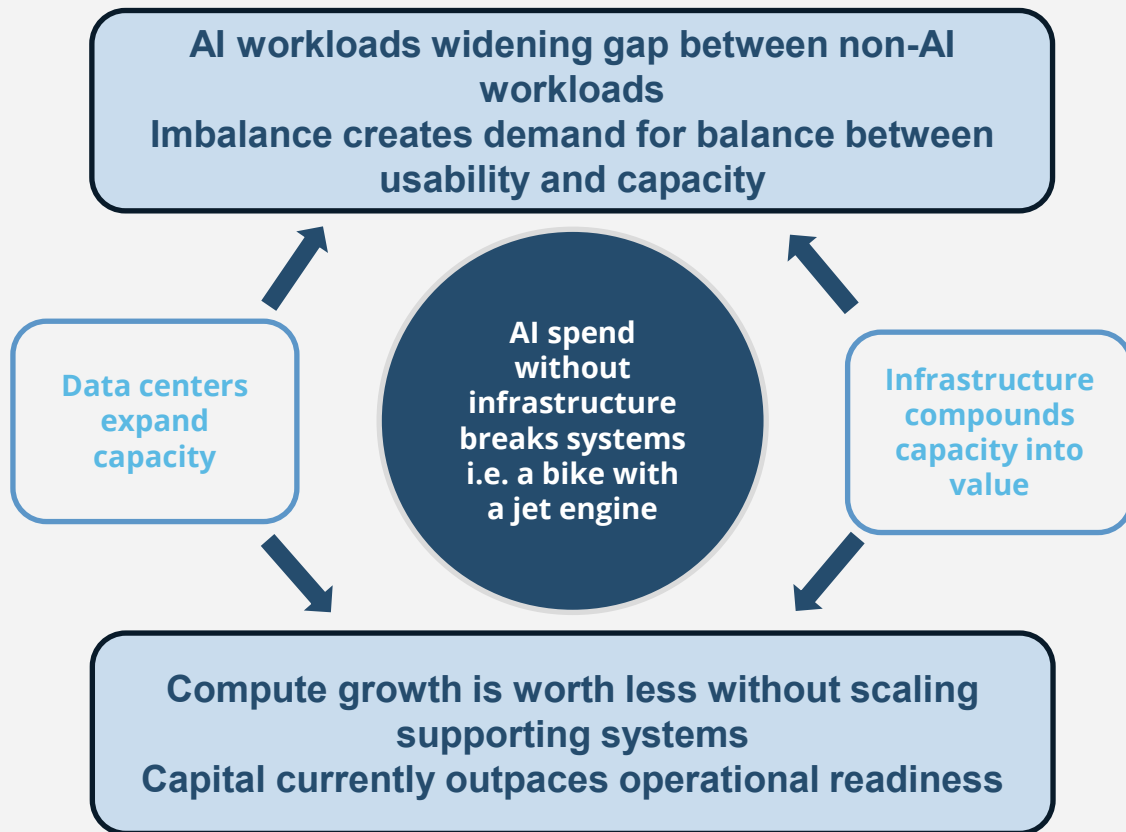 AI workloads widening gap between non-AI
workloads
Imbalance creates demand for balance between
usability and capacity
Data centers
expand
capacity
AI spend
without
infrastructure
breaks systems
i.e. a bike with
a jet engine
Infrastructure
compounds
capacity into
value
Compute growth is worth less without scaling
supporting systems
Capital currently outpaces operational readiness